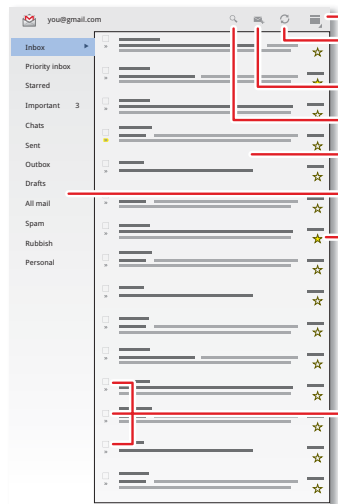 you@gmail.com
Inbox
Priority inbox
Starred
Important 3
Chats
Sent
Outbox
Drafts
All mail
Spam
Rubbish
Personal